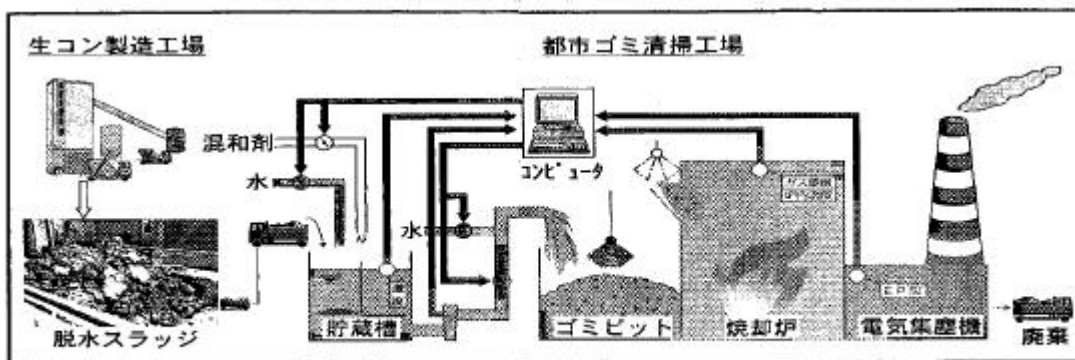 生コン製造工場
都市ゴミ清掃工場
混和剤
水
コンピュータ
水
脱水スラッジ
貯蔵槽
ゴミピット
焼却炉
電気集塵機
廃棄